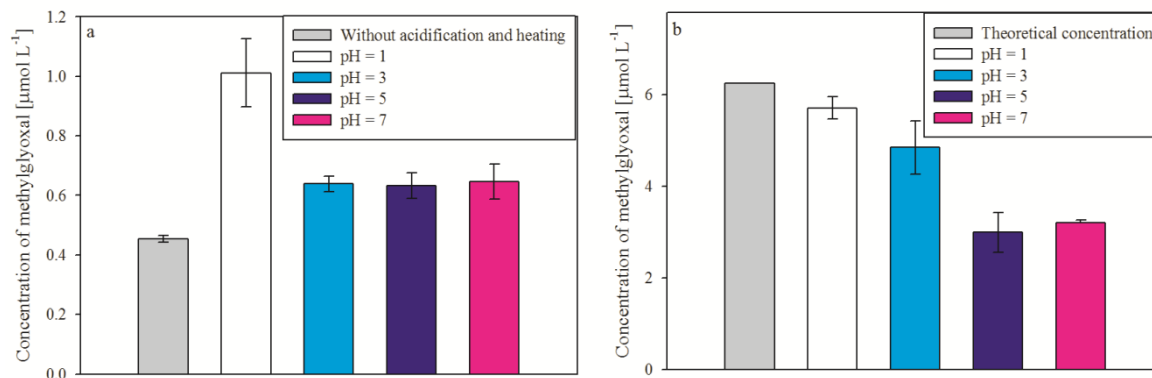 a
Concentration of methylglyoxal [µmol L⁻¹]
1.2
1.0
0.8
0.6
0.4
0.2
0.0
Without acidification and heating
pH = 1
pH = 3
pH = 5
pH = 7
b
Concentration of methylglyoxal [µmol L⁻¹]
6
4
2
0
Theoretical concentration
pH = 1
pH = 3
pH = 5
pH = 7